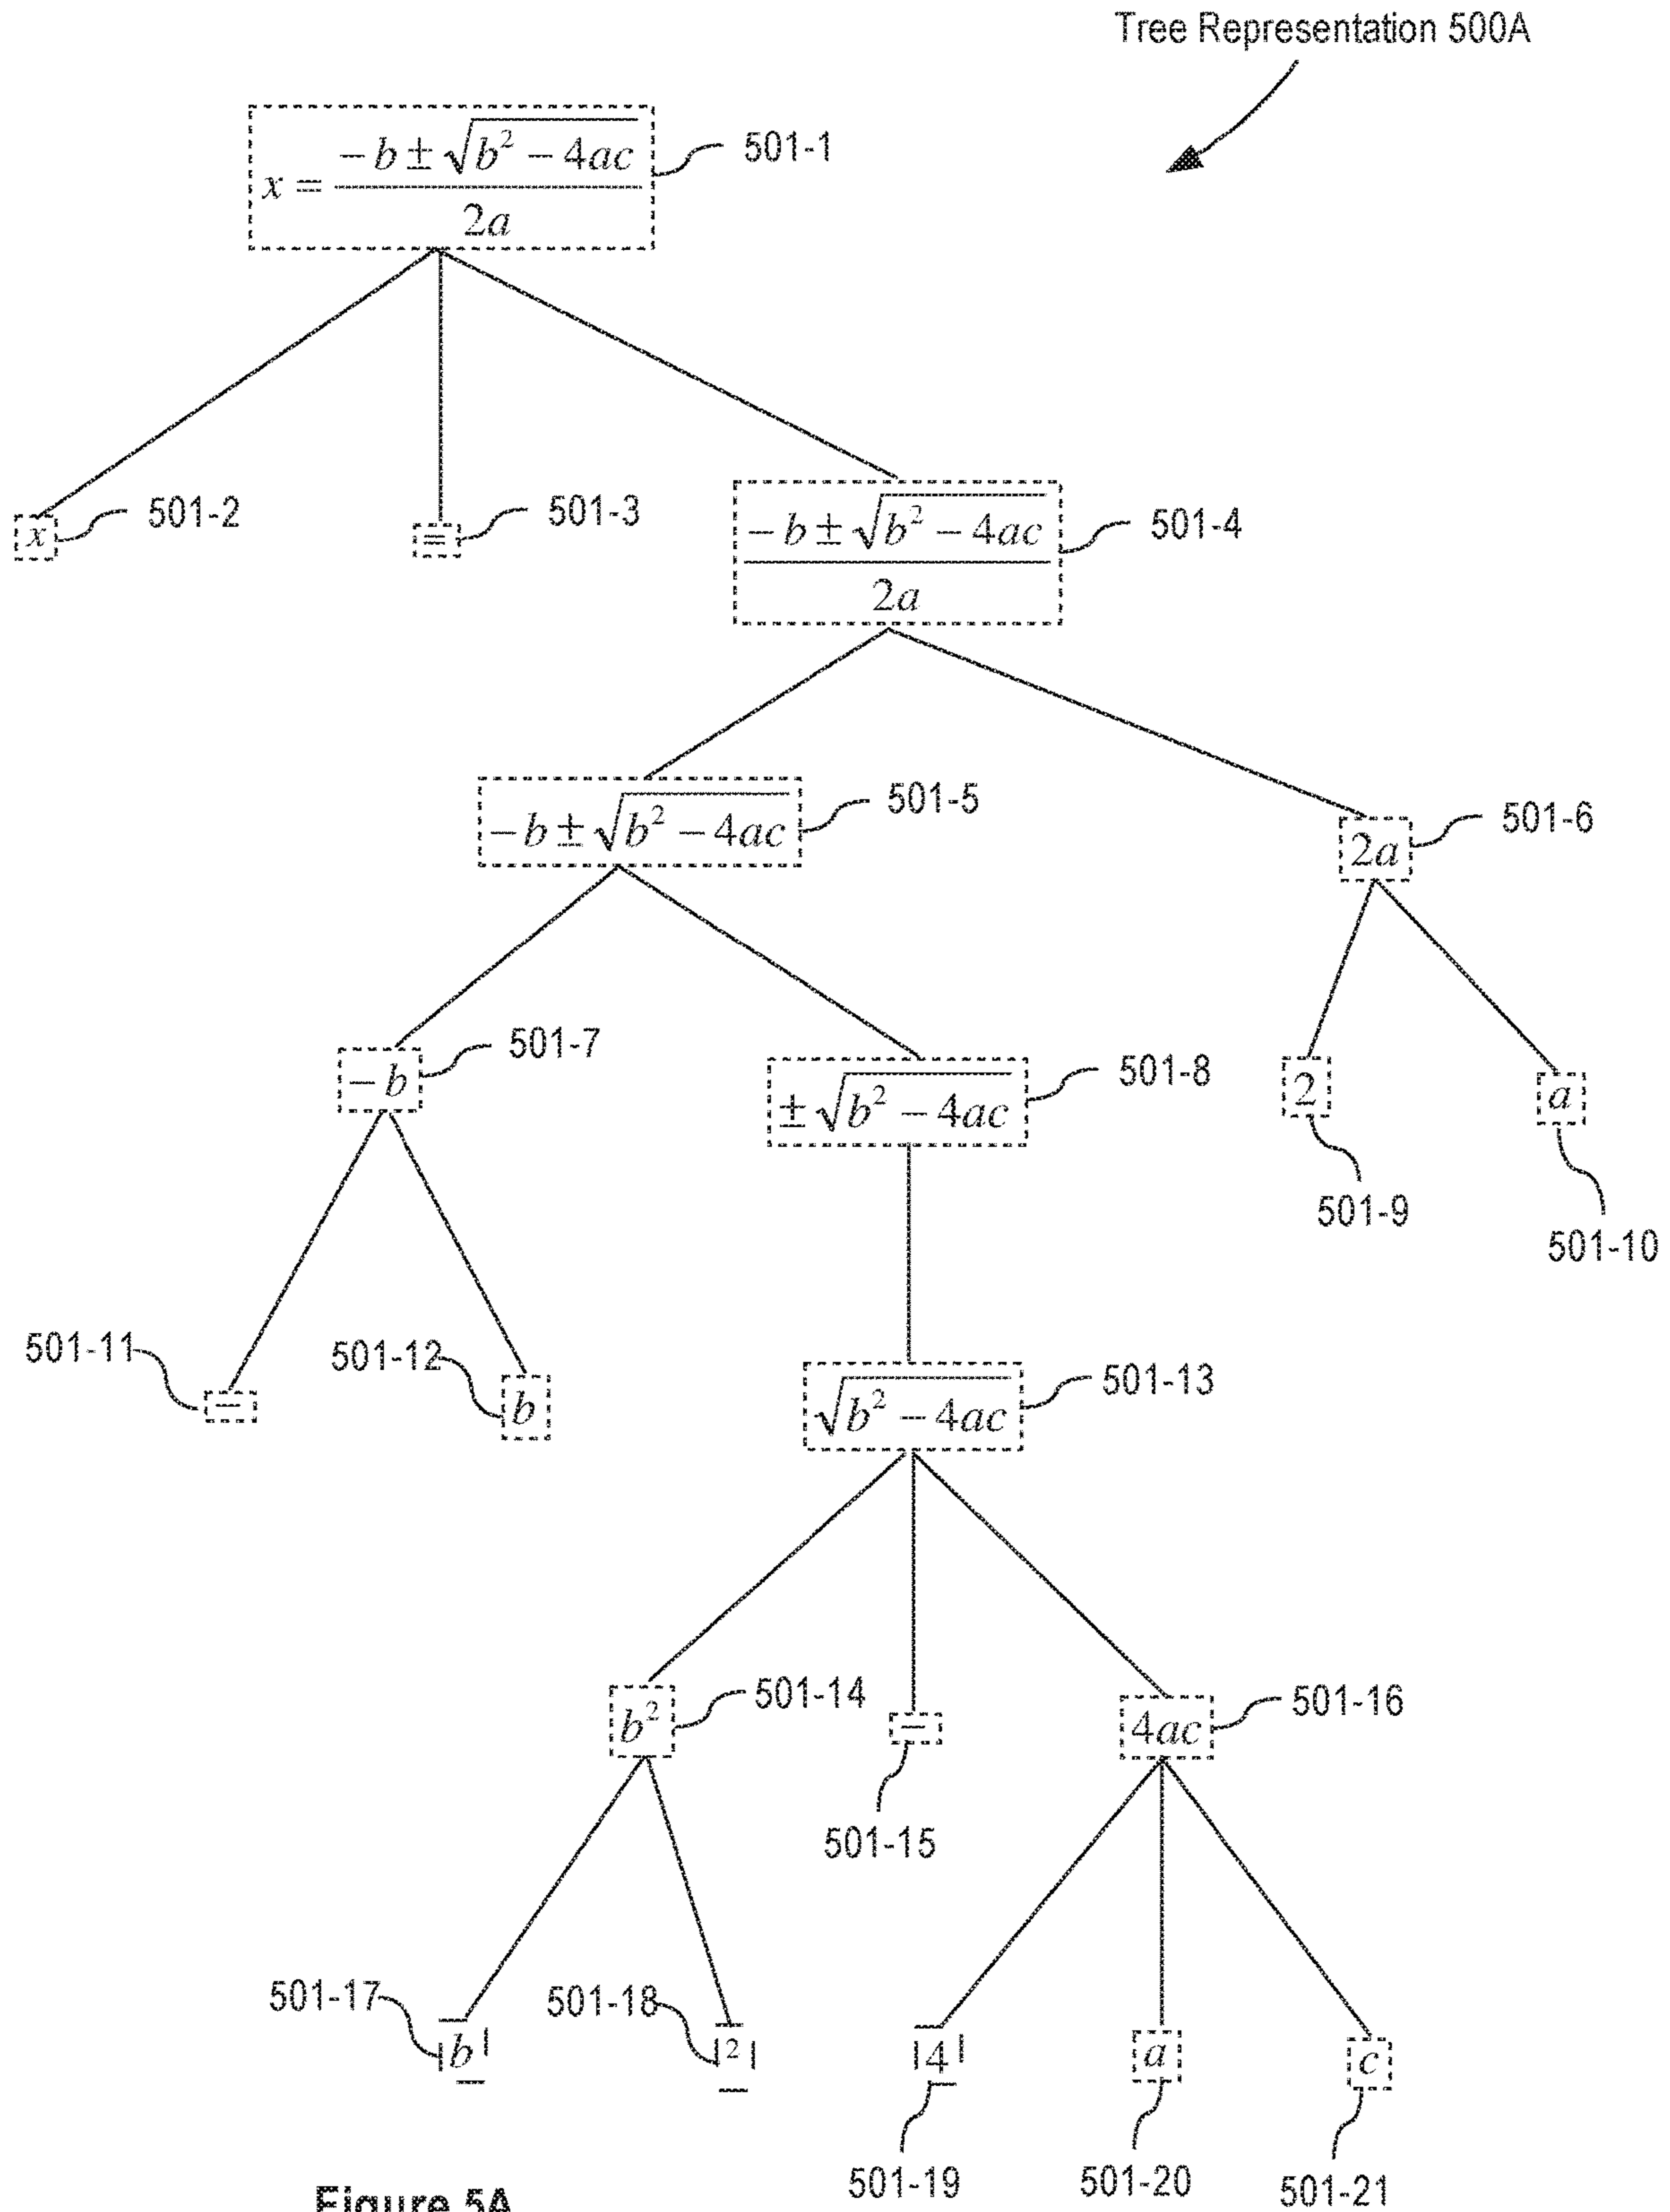 Tree Representation 500A
x = −b ± √(b² − 4ac) / 2a 501-1
x 501-2
= 501-3
−b ± √(b² − 4ac) / 2a 501-4
−b ± √(b² − 4ac) 501-5
2a 501-6
−b 501-7
± √(b² − 4ac) 501-8
2 501-9
a 501-10
501-11 −
501-12 b
√(b² − 4ac) 501-13
b² 501-14
− 501-15
4ac 501-16
501-17 b
501-18 2
4 501-19
a 501-20
c 501-21
Figure 5A